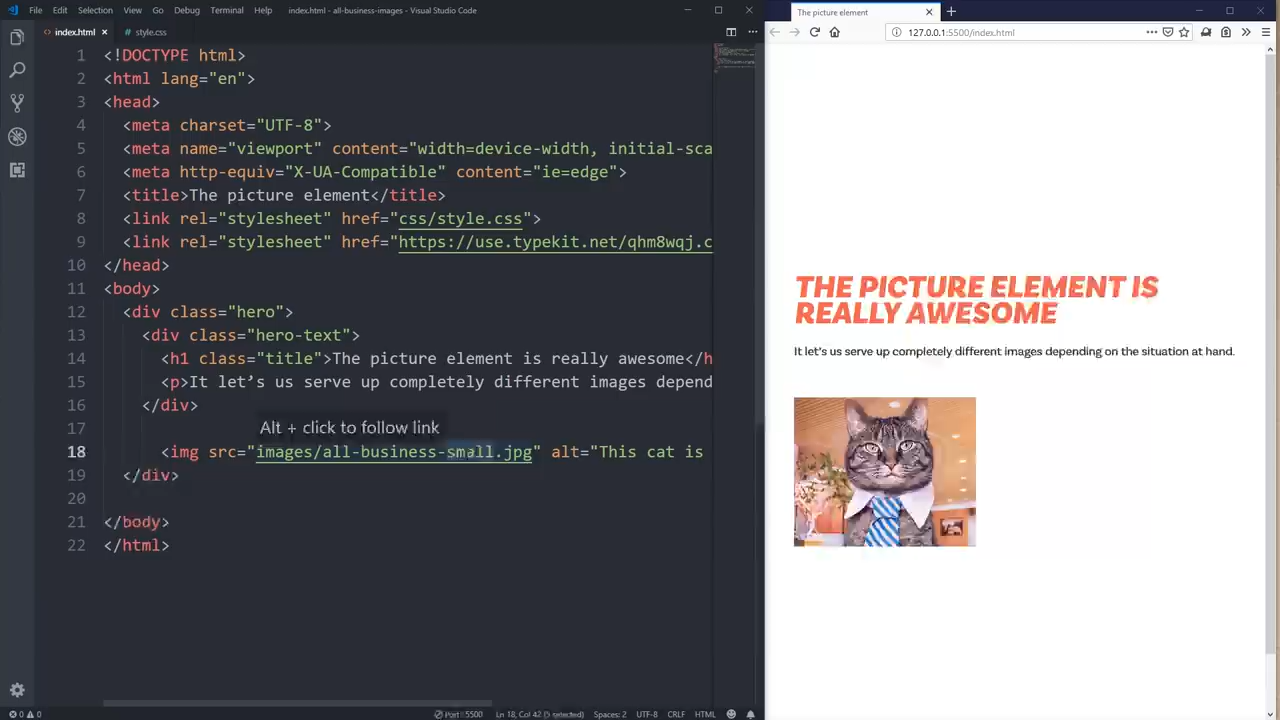 File Edit Selection View Go Debug Terminal Help index.html - all-business-images - Visual Studio Code
index.html style.css
1 <!DOCTYPE html>
2 <html lang="en">
3 <head>
4 <meta charset="UTF-8">
5 <meta name="viewport" content="width=device-width, initial-sca
6 <meta http-equiv="X-UA-Compatible" content="ie=edge">
7 <title>The picture element</title>
8 <link rel="stylesheet" href="css/style.css">
9 <link rel="stylesheet" href="https://use.typekit.net/qhm8wqj.c
10 </head>
11 <body>
12 <div class="hero">
13 <div class="hero-text">
14 <h1 class="title">The picture element is really awesome</h
15 <p>It let’s us serve up completely different images depend
16 </div>
17
Alt + click to follow link
18 <img src="images/all-business-small.jpg" alt="This cat is
19 </div>
20
21 </body>
22 </html>
0 0 Port : 5500 Ln 18, Col 42 (5 selected) Spaces: 2 UTF-8 CRLF HTML
The picture element
127.0.0.1:5500/index.html
THE PICTURE ELEMENT IS
REALLY AWESOME
It let’s us serve up completely different images depending on the situation at hand.